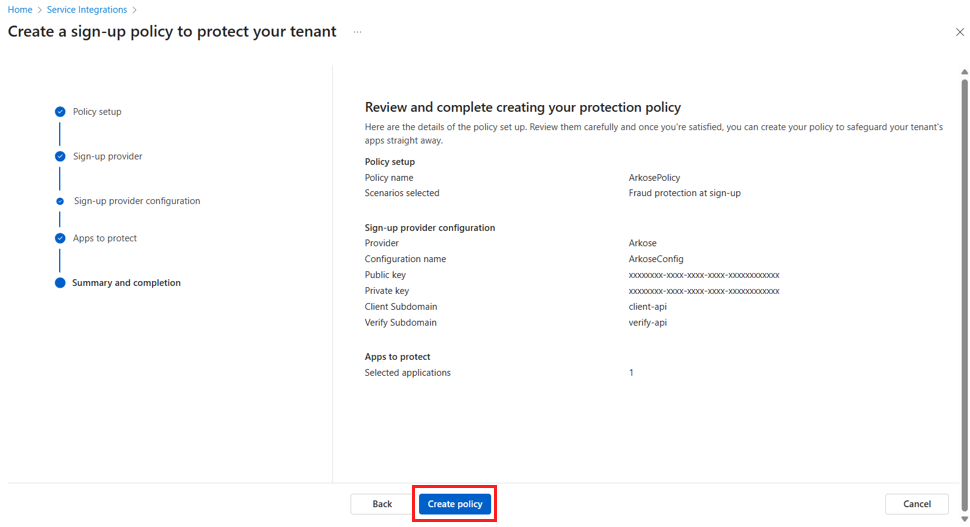 Home > Service Integrations >
Create a sign-up policy to protect your tenant ...
Policy setup
Sign-up provider
Sign-up provider configuration
Apps to protect
Summary and completion
Review and complete creating your protection policy
Here are the details of the policy set up. Review them carefully and once you're satisfied, you can create your policy to safeguard your tenant's
apps straight away.
Policy setup
Policy name ArkosePolicy
Scenarios selected Fraud protection at sign-up
Sign-up provider configuration
Provider Arkose
Configuration name ArkoseConfig
Public key xxxxxxxx-xxxx-xxxx-xxxx-xxxxxxxxxxxx
Private key xxxxxxxx-xxxx-xxxx-xxxx-xxxxxxxxxxxx
Client Subdomain client-api
Verify Subdomain verify-api
Apps to protect
Selected applications 1
Back Create policy Cancel